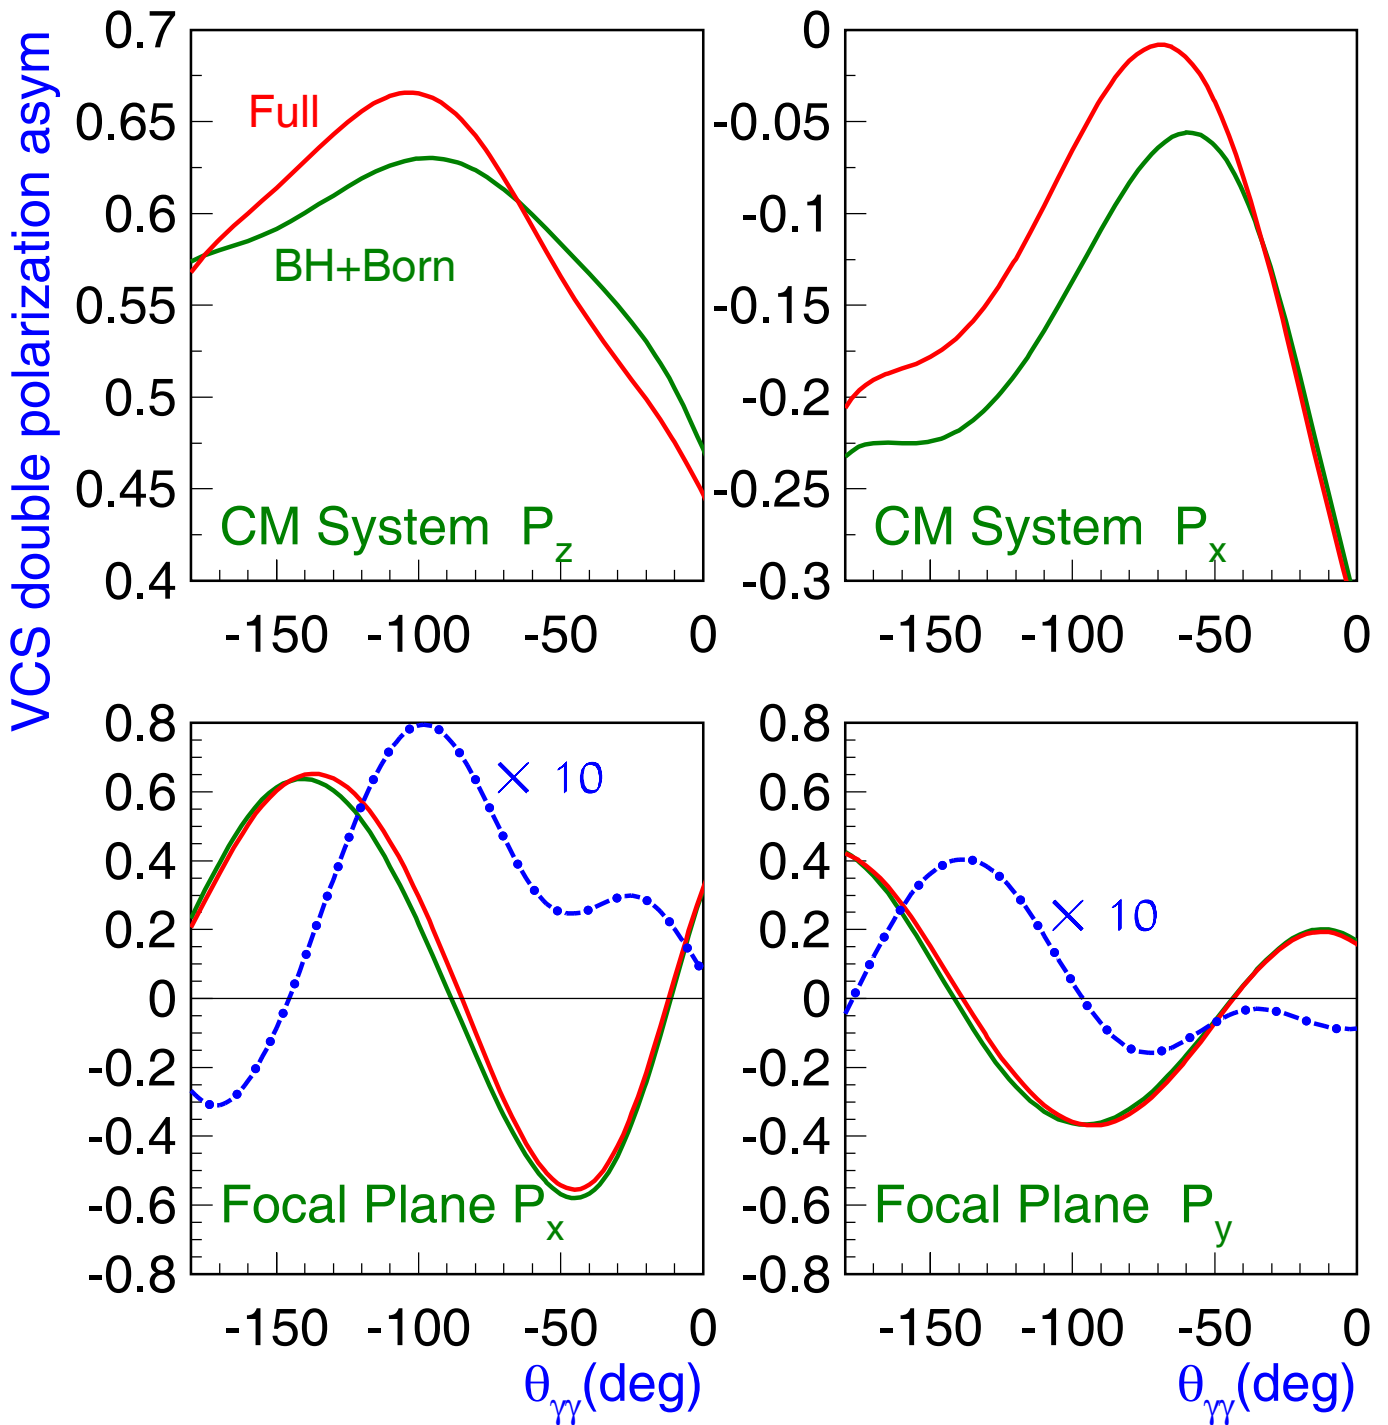 VCS double polarization asym
0.7
0.65
0.6
0.55
0.5
0.45
0.4
Full
BH+Born
CM System P_z
-150 -100 -50 0
0
-0.05
-0.1
-0.15
-0.2
-0.25
-0.3
CM System P_x
-150 -100 -50 0
0.8
0.6
0.4
0.2
0
-0.2
-0.4
-0.6
-0.8
× 10
Focal Plane P_x
-150 -100 -50 0
θ_γγ(deg)
0.8
0.6
0.4
0.2
0
-0.2
-0.4
-0.6
-0.8
× 10
Focal Plane P_y
-150 -100 -50 0
θ_γγ(deg)